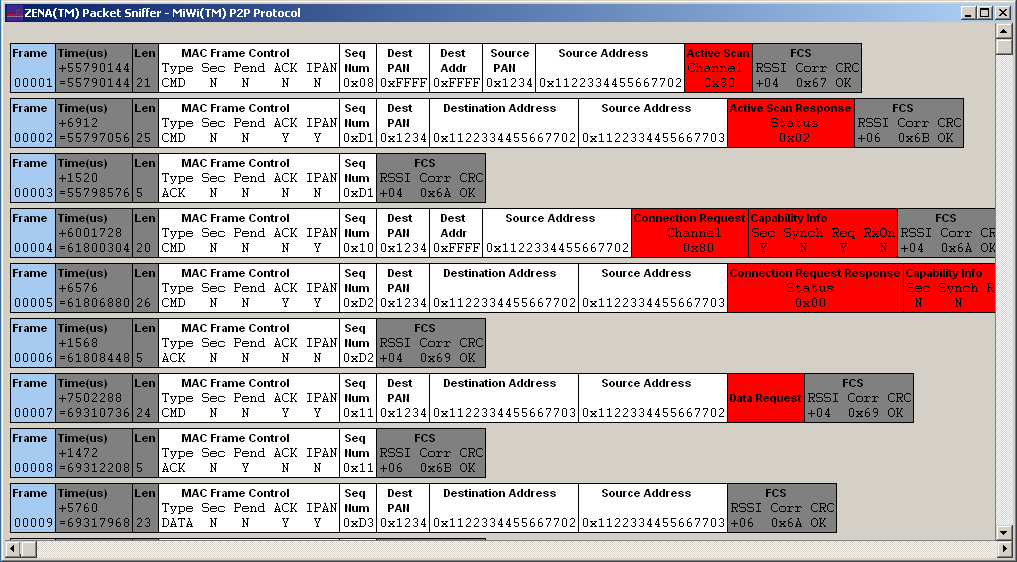 ZENA(TM) Packet Sniffer - MiWi(TM) P2P Protocol
Frame Time(us) Len MAC Frame Control Seq Dest Dest Source Source Address Active Scan FCS
+55790144 Type Sec Pend ACK IPAN Num PAN Addr PAN Channel RSSI Corr CRC
00001 =55790144 21 CMD N N N N 0x08 0xFFFF 0xFFFF 0x1234 0x1122334455667702 0x80 +04 0x67 OK
Frame Time(us) Len MAC Frame Control Seq Dest Destination Address Source Address Active Scan Response FCS
+6912 Type Sec Pend ACK IPAN Num PAN Status RSSI Corr CRC
00002 =55797056 25 CMD N N Y Y 0xD1 0x1234 0x1122334455667702 0x1122334455667703 0x02 +06 0x6B OK
Frame Time(us) Len MAC Frame Control Seq FCS
+1520 Type Sec Pend ACK IPAN Num RSSI Corr CRC
00003 =55798576 5 ACK N N N N 0xD1 +04 0x6A OK
Frame Time(us) Len MAC Frame Control Seq Dest Dest Source Address Connection Request Capability Info FCS
+6001728 Type Sec Pend ACK IPAN Num PAN Addr Channel Sec Synch Req RxOn RSSI Corr CR
00004 =61800304 20 CMD N N N Y 0x10 0x1234 0xFFFF 0x1122334455667702 0x80 Y N Y N +04 0x6A OK
Frame Time(us) Len MAC Frame Control Seq Dest Destination Address Source Address Connection Request Response Capability Info
+6576 Type Sec Pend ACK IPAN Num PAN Status Sec Synch R
00005 =61806880 26 CMD N N Y Y 0xD2 0x1234 0x1122334455667702 0x1122334455667703 0x00 N N
Frame Time(us) Len MAC Frame Control Seq FCS
+1568 Type Sec Pend ACK IPAN Num RSSI Corr CRC
00006 =61808448 5 ACK N N N N 0xD2 +04 0x69 OK
Frame Time(us) Len MAC Frame Control Seq Dest Destination Address Source Address Data Request FCS
+7502288 Type Sec Pend ACK IPAN Num PAN RSSI Corr CRC
00007 =69310736 24 CMD N N Y Y 0x11 0x1234 0x1122334455667703 0x1122334455667702 +04 0x69 OK
Frame Time(us) Len MAC Frame Control Seq FCS
+1472 Type Sec Pend ACK IPAN Num RSSI Corr CRC
00008 =69312208 5 ACK N Y N N 0x11 +06 0x6B OK
Frame Time(us) Len MAC Frame Control Seq Dest Destination Address Source Address FCS
+5760 Type Sec Pend ACK IPAN Num PAN RSSI Corr CRC
00009 =69317968 23 DATA N N Y Y 0xD3 0x1234 0x1122334455667702 0x1122334455667703 +06 0x6A OK